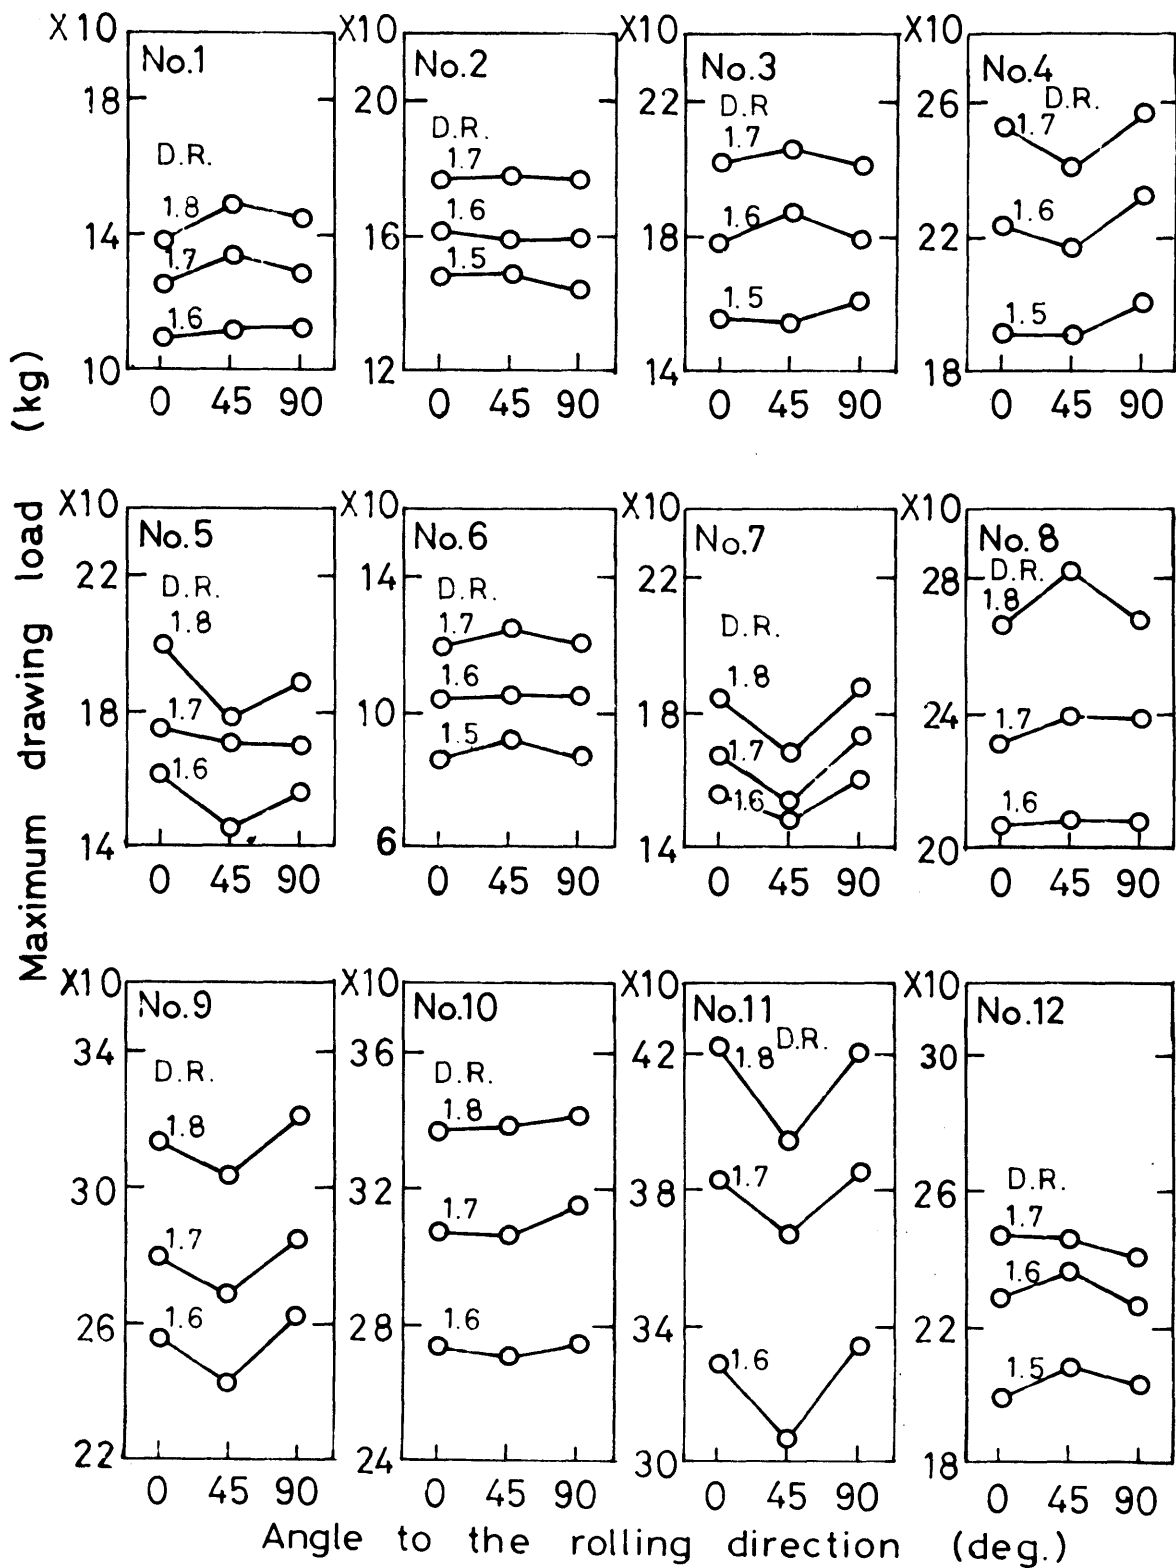 X10 X10 X10 X10
No.1 No.2 No.3 No.4
18 20 22 26
D.R. D.R. D.R D.R.
1.8 1.7 1.7 1.7
14 16 18 22
1.7 1.6 1.6 1.6
1.6 1.5 1.5 1.5
10 12 14 18
0 45 90 0 45 90 0 45 90 0 45 90
X10 X10 X10 X10
No.5 No.6 No.7 No.8
22 14 22 28
D.R. D.R. D.R. D.R.
1.8 1.7 1.8 1.8
18 10 18 24
1.7 1.6 1.7 1.7
1.6 1.5 1.6 1.6
14 6 14 20
0 45 90 0 45 90 0 45 90 0 45 90
X10 X10 X10 X10
No.9 No.10 No.11 No.12
34 36 42 30
D.R. D.R. D.R. D.R.
1.8 1.8 1.8 1.7
30 32 38 26
1.7 1.7 1.7 1.6
26 28 34 22
1.6 1.6 1.6 1.5
22 24 30 18
0 45 90 0 45 90 0 45 90 0 45 90
Maximum drawing load (kg)
Angle to the rolling direction (deg.)